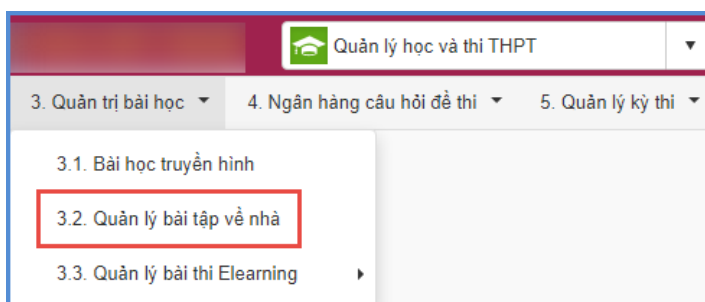 Quản lý học và thi THPT
3. Quản trị bài học 4. Ngân hàng câu hỏi đề thi 5. Quản lý kỳ thi
3.1. Bài học truyền hình
3.2. Quản lý bài tập về nhà
3.3. Quản lý bài thi Elearning